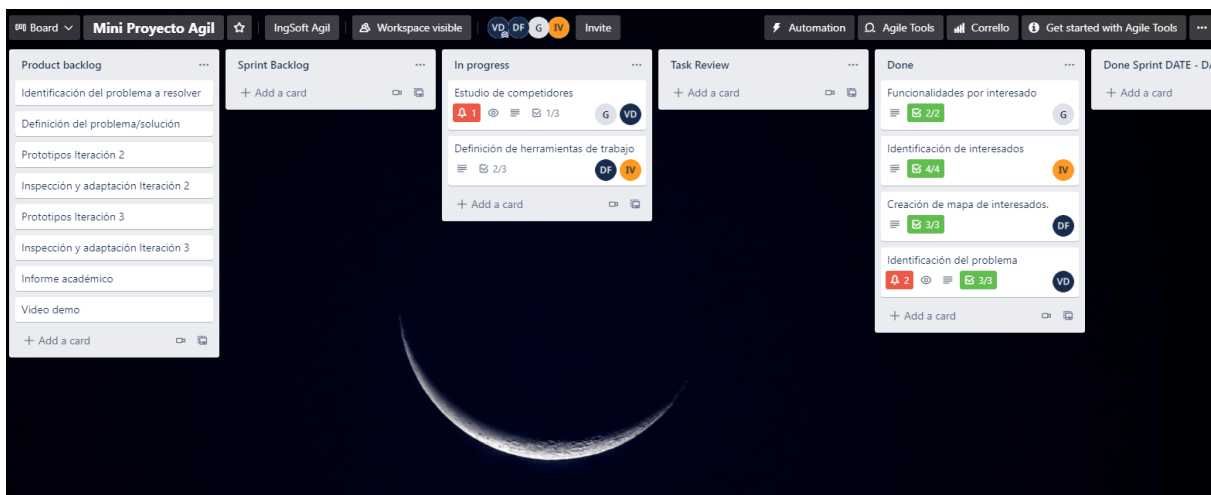 Board
Mini Proyecto Agil
IngSoft Agil
Workspace visible
VD DF G IV
Invite
Automation
Agile Tools
Corrello
Get started with Agile Tools
Product backlog
Identificación del problema a resolver
Definición del problema/solución
Prototipos Iteración 2
Inspección y adaptación Iteración 2
Prototipos Iteración 3
Inspección y adaptación Iteración 3
Informe académico
Video demo
+ Add a card
Sprint Backlog
+ Add a card
In progress
Estudio de competidores
1 1/3 G VD
Definición de herramientas de trabajo
2/3 DF IV
+ Add a card
Task Review
+ Add a card
Done
Funcionalidades por interesado
2/2 G
Identificación de interesados
4/4 IV
Creación de mapa de interesados.
3/3 DF
Identificación del problema
2 3/3 VD
+ Add a card
Done Sprint DATE - DA
+ Add a card